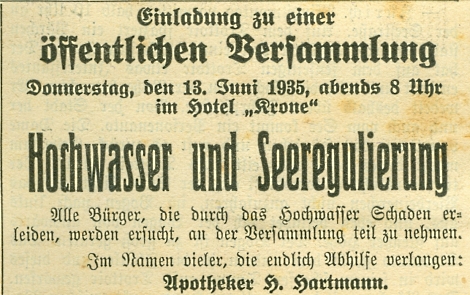 Einladung zu einer
öffentlichen Versammlung
Donnerstag, den 13. Juni 1935, abends 8 Uhr
im Hotel „Krone“
Hochwasser und Seeregulierung
Alle Bürger, die durch das Hochwasser Schaden er-
leiden, werden ersucht, an der Versammlung teil zu nehmen.
Im Namen vieler, die endlich Abhilfe verlangen:
Apotheker H. Hartmann.